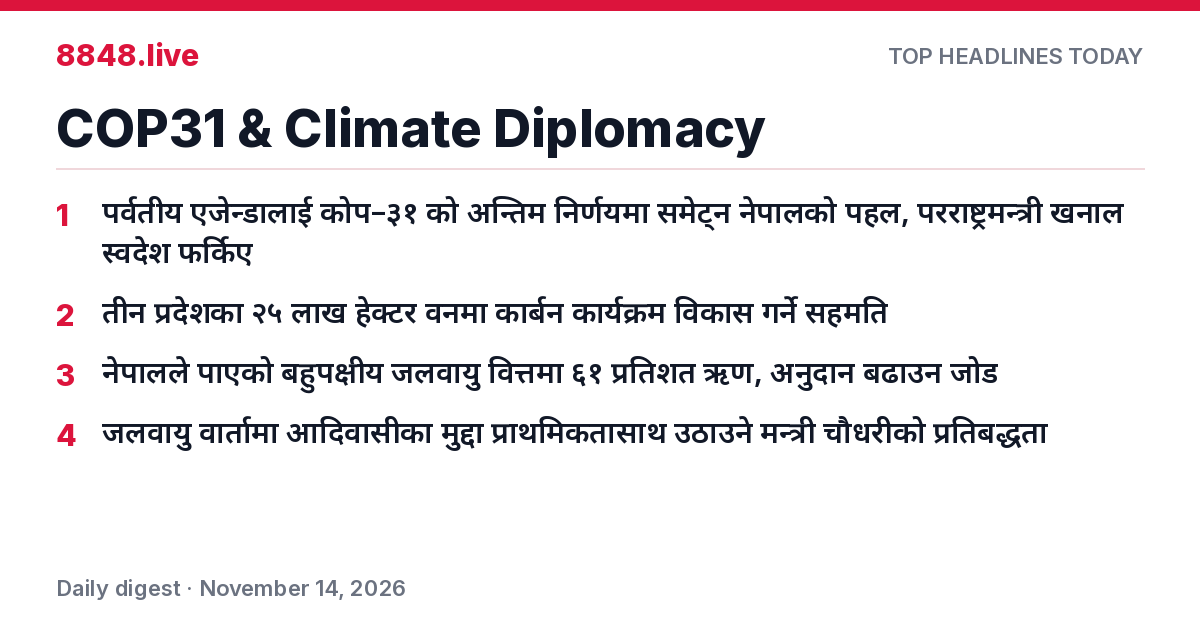 8848.live
TOP HEADLINES TODAY
COP31 & Climate Diplomacy
1 पर्वतीय एजेन्डालाई कोप–३१ को अन्तिम निर्णयमा समेट्न नेपालको पहल, परराष्ट्रमन्त्री खनाल
स्वदेश फर्किए
2 तीन प्रदेशका २५ लाख हेक्टर वनमा कार्बन कार्यक्रम विकास गर्ने सहमति
3 नेपालले पाएको बहुपक्षीय जलवायु वित्तमा ६१ प्रतिशत ऋण, अनुदान बढाउन जोड
4 जलवायु वार्तामा आदिवासीका मुद्दा प्राथमिकतासाथ उठाउने मन्त्री चौधरीको प्रतिबद्धता
Daily digest · November 14, 2026